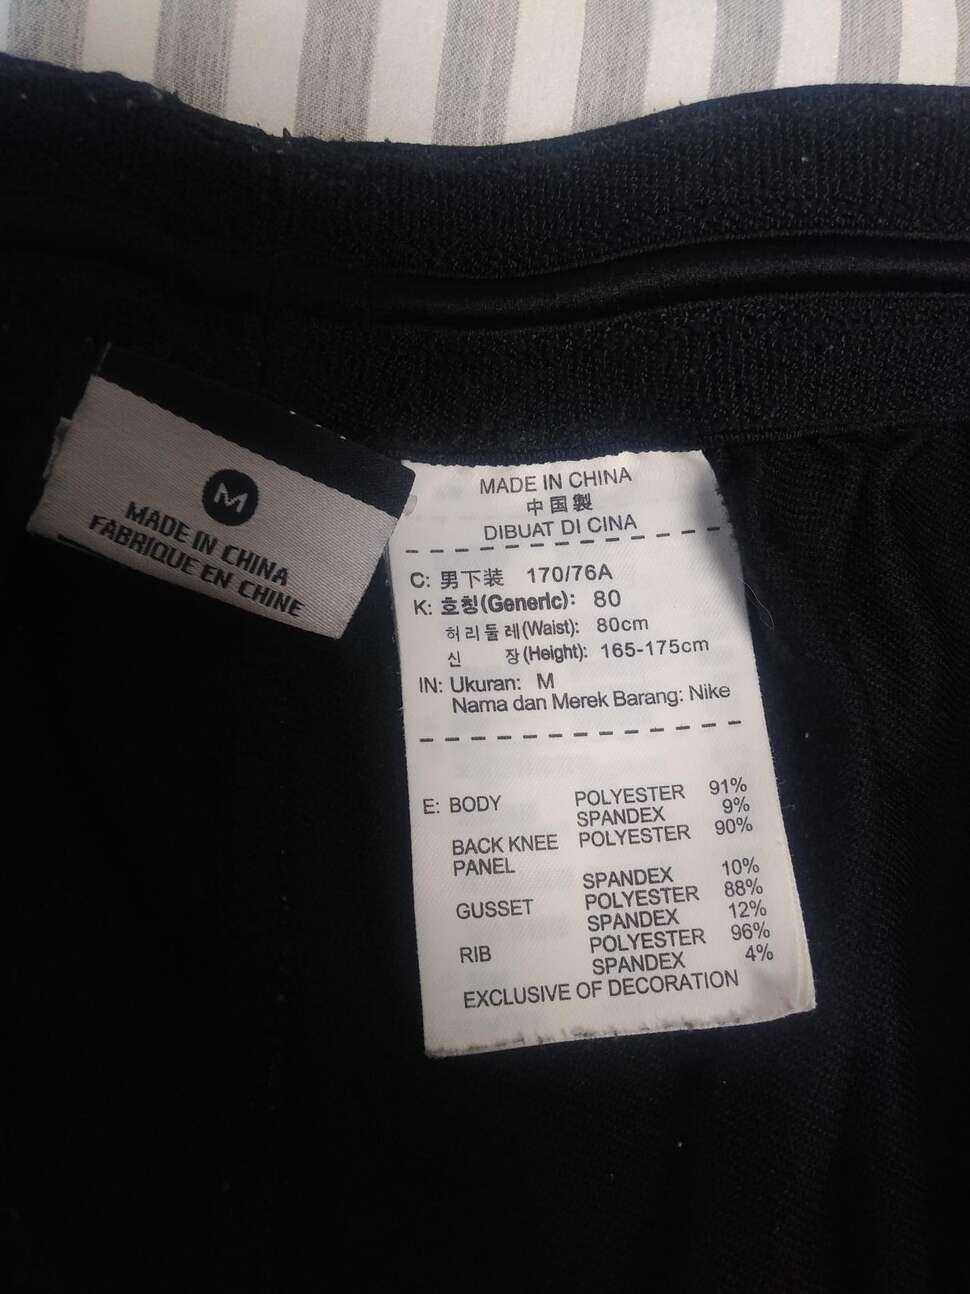 M
MADE IN CHINA
FABRIQUE EN CHINE
MADE IN CHINA
中国製
DIBUAT DI CINA
C: 男下装 170/76A
K: 호칭(Generic): 80
허리둘레(Waist): 80cm
신 장(Height): 165-175cm
IN: Ukuran: M
Nama dan Merek Barang: Nike
E: BODY POLYESTER 91%
SPANDEX 9%
BACK KNEE POLYESTER 90%
PANEL
SPANDEX 10%
GUSSET POLYESTER 88%
SPANDEX 12%
RIB POLYESTER 96%
SPANDEX 4%
EXCLUSIVE OF DECORATION